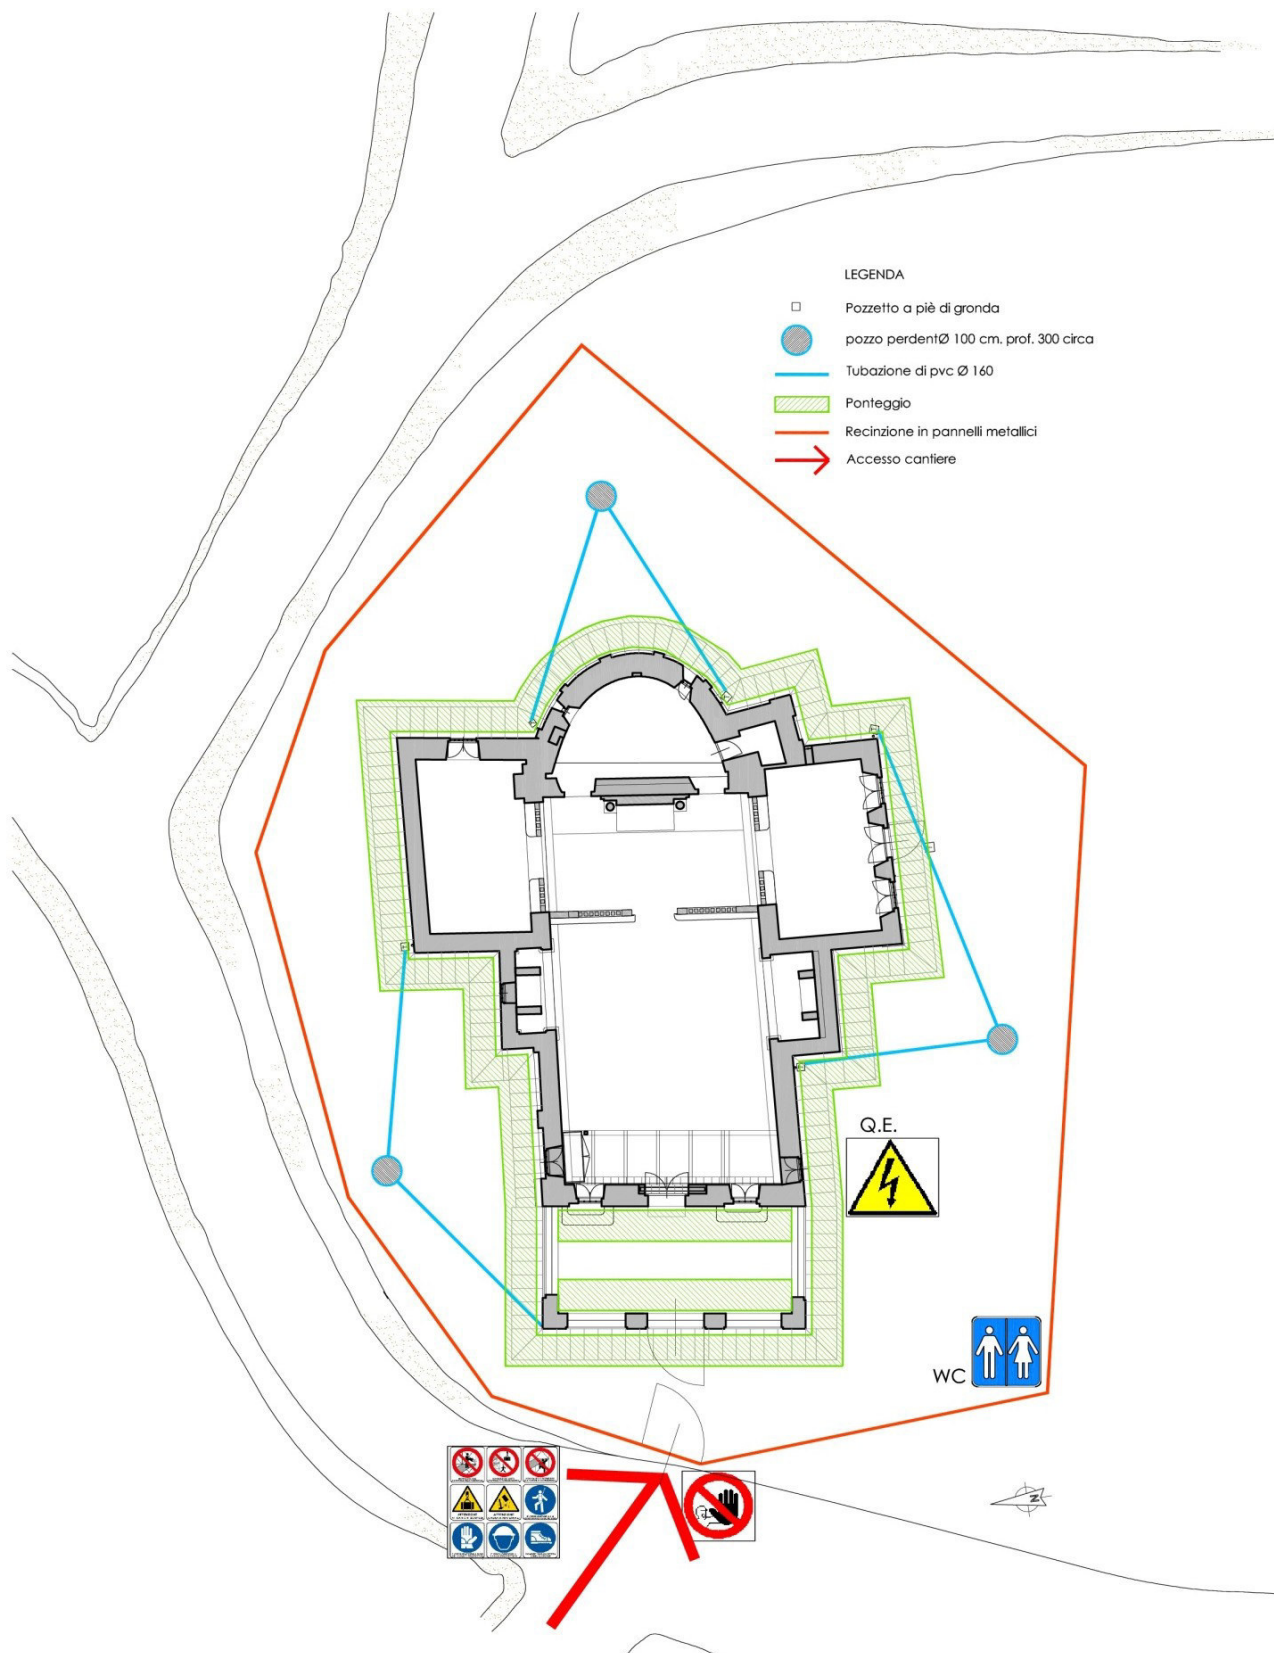 LEGENDA
Pozzetto a piè di gronda
pozzo perdentØ 100 cm. prof. 300 circa
Tubazione di pvc Ø 160
Ponteggio
Recinzione in pannelli metallici
Accesso cantiere
Q.E.
WC
N